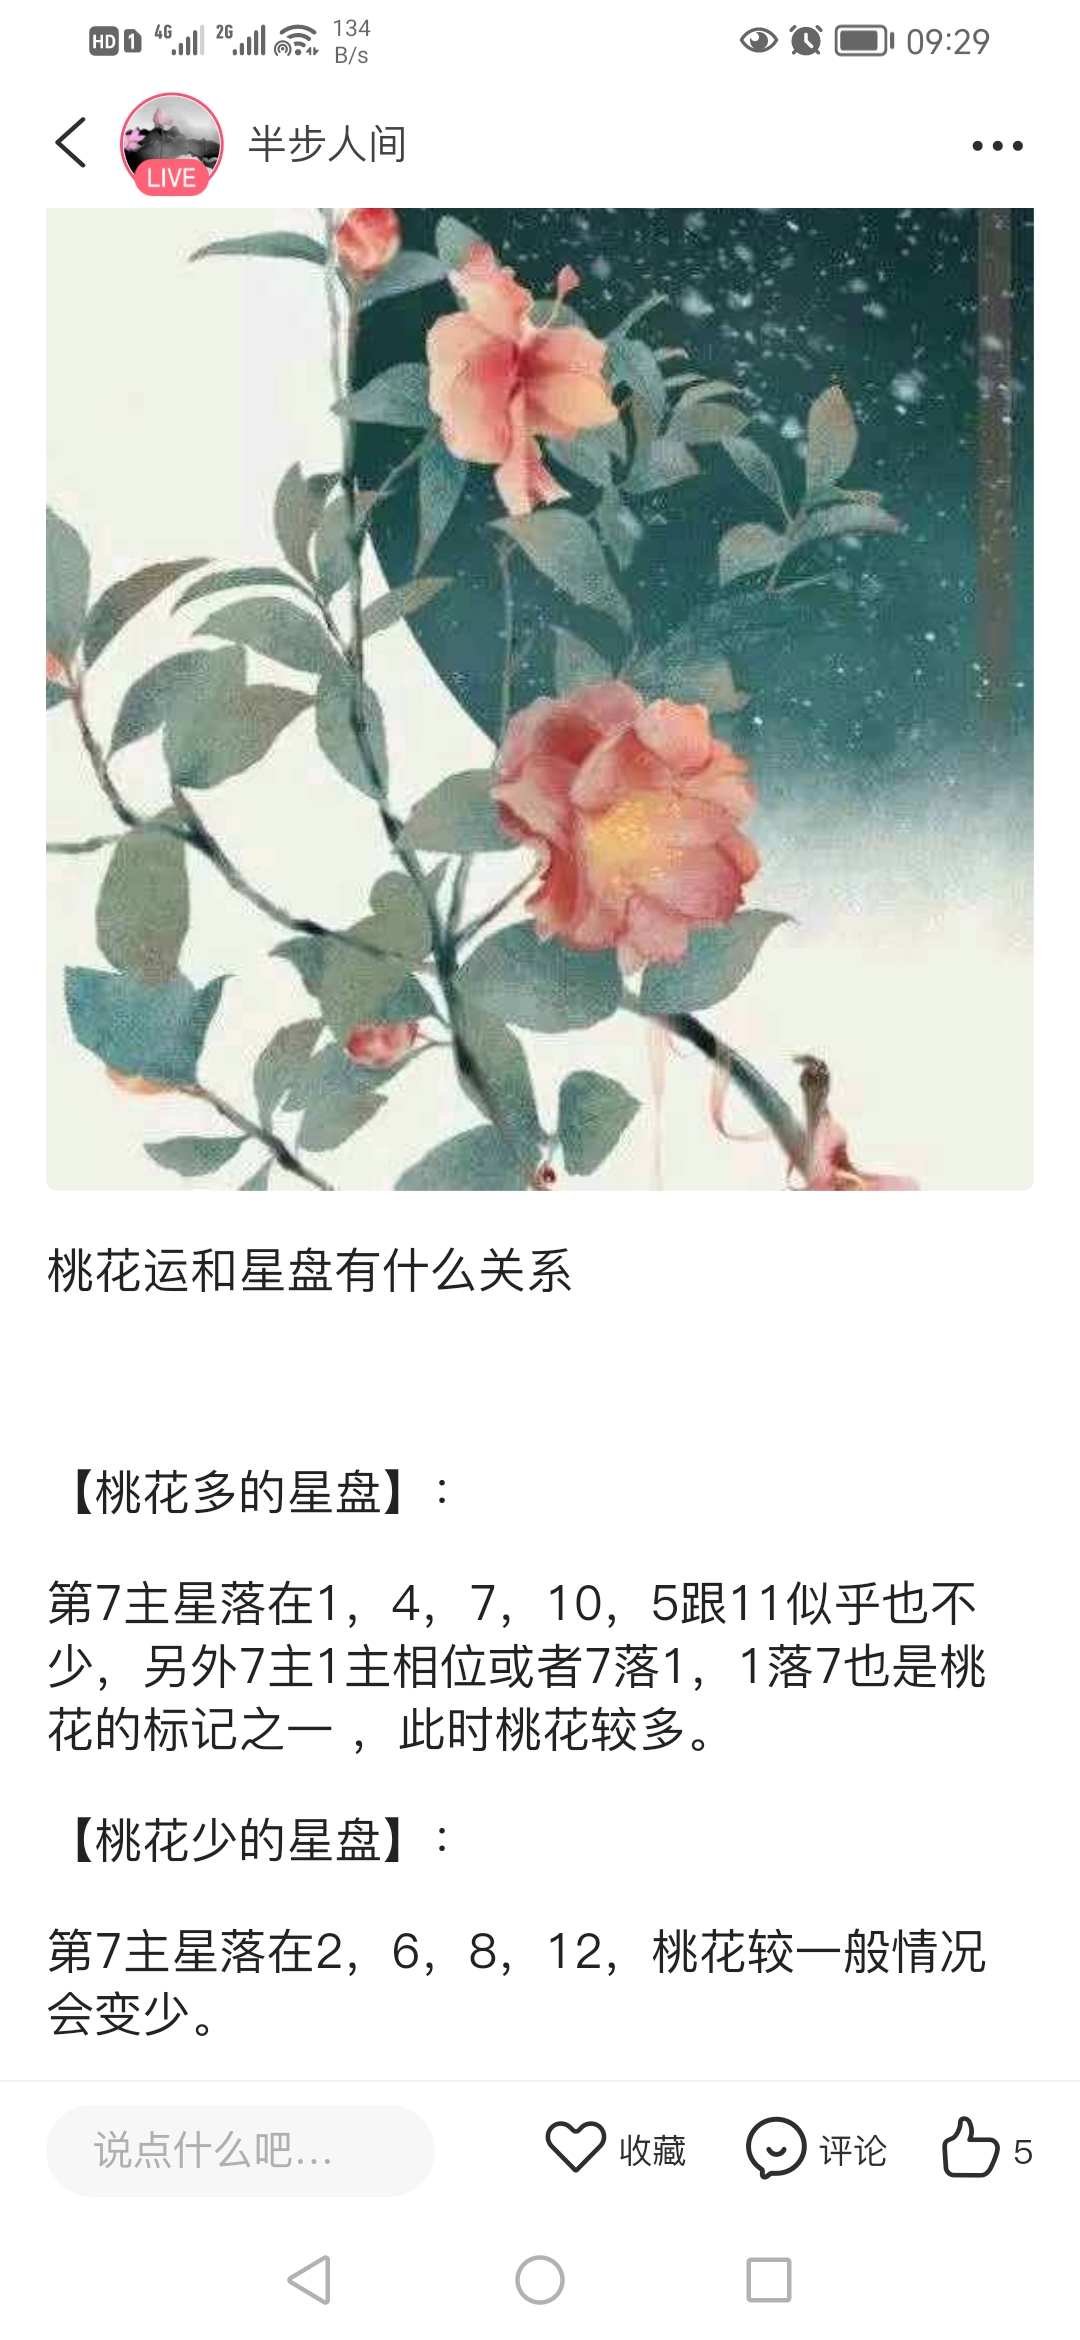 HD 1 4G 2G 134 B/s 09:29
LIVE 半步人间
桃花运和星盘有什么关系
【桃花多的星盘】：
第7主星落在1，4，7，10，5跟11似乎也不
少，另外7主1主相位或者7落1，1落7也是桃
花的标记之一 ，此时桃花较多。
【桃花少的星盘】：
第7主星落在2，6，8，12，桃花较一般情况
会变少。
说点什么吧... 收藏 评论 5